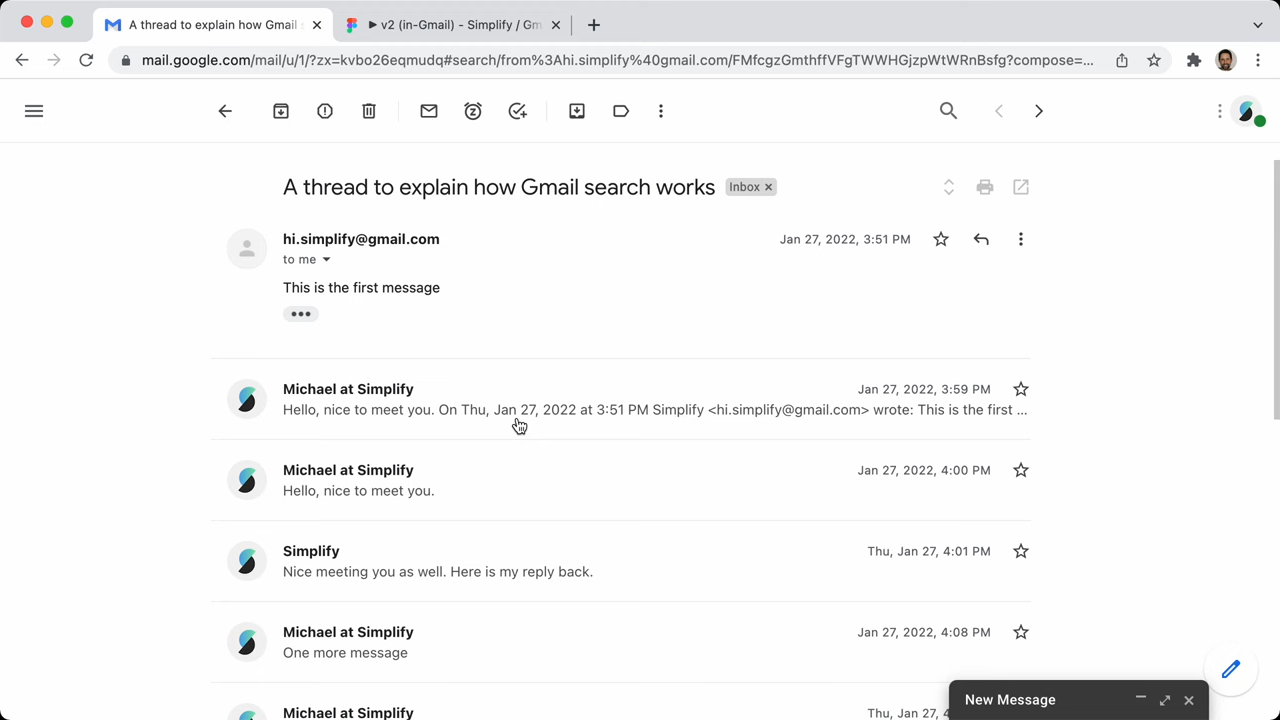 A thread to explain how Gmail
v2 (in-Gmail) - Simplify / Gm
mail.google.com/mail/u/1/?zx=kvbo26eqmudq#search/from%3Ahi.simplify%40gmail.com/FMfcgzGmthffVFgTWWHGjzpWtWRnBsfg?compose=...
A thread to explain how Gmail search works
Inbox ×
hi.simplify@gmail.com
Jan 27, 2022, 3:51 PM
to me
This is the first message
Michael at Simplify
Jan 27, 2022, 3:59 PM
Hello, nice to meet you. On Thu, Jan 27, 2022 at 3:51 PM Simplify <hi.simplify@gmail.com> wrote: This is the first ...
Michael at Simplify
Jan 27, 2022, 4:00 PM
Hello, nice to meet you.
Simplify
Thu, Jan 27, 4:01 PM
Nice meeting you as well. Here is my reply back.
Michael at Simplify
Jan 27, 2022, 4:08 PM
One more message
Michael at Simplify
Thu, Jan 27, 4
New Message